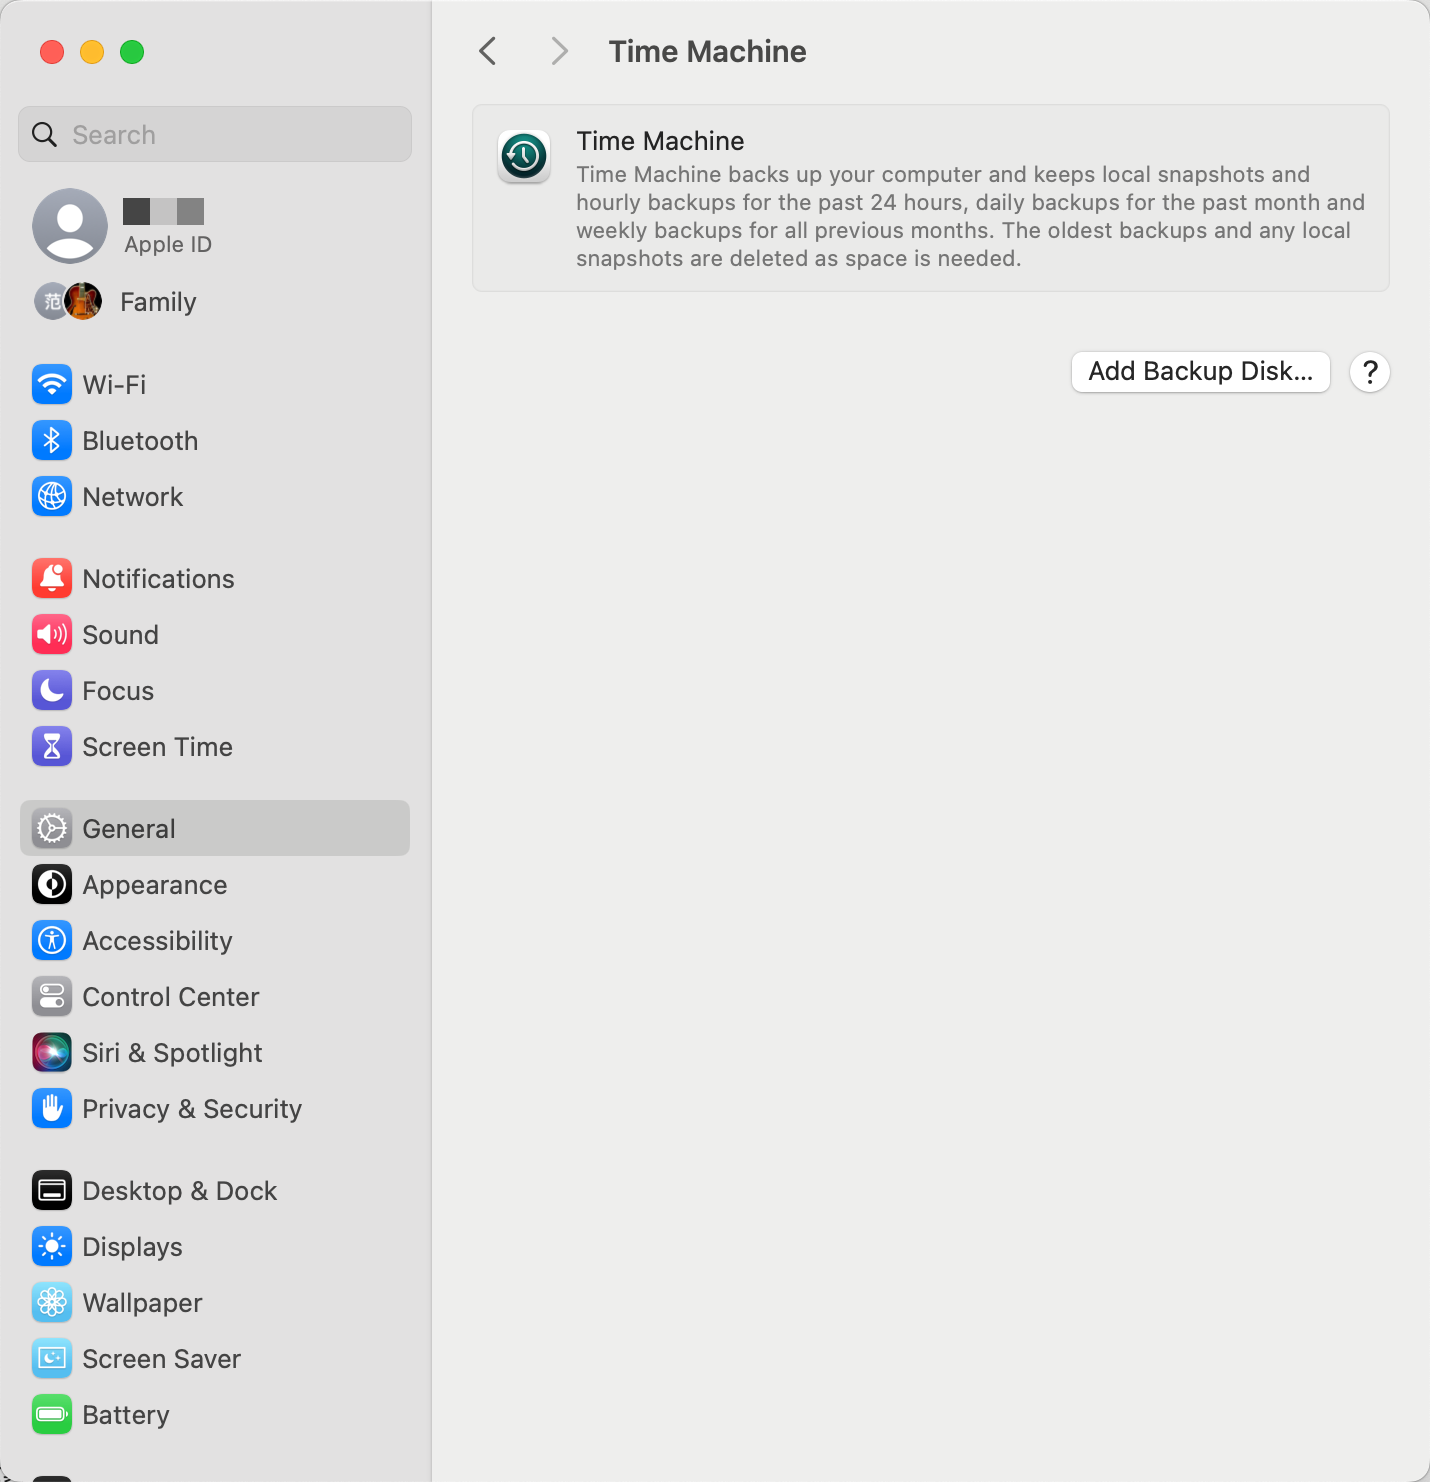 Time Machine
Search
Apple ID
范
Family
Wi-Fi
Bluetooth
Network
Notifications
Sound
Focus
Screen Time
General
Appearance
Accessibility
Control Center
Siri & Spotlight
Privacy & Security
Desktop & Dock
Displays
Wallpaper
Screen Saver
Battery
Time Machine
Time Machine backs up your computer and keeps local snapshots and
hourly backups for the past 24 hours, daily backups for the past month and
weekly backups for all previous months. The oldest backups and any local
snapshots are deleted as space is needed.
Add Backup Disk...
?